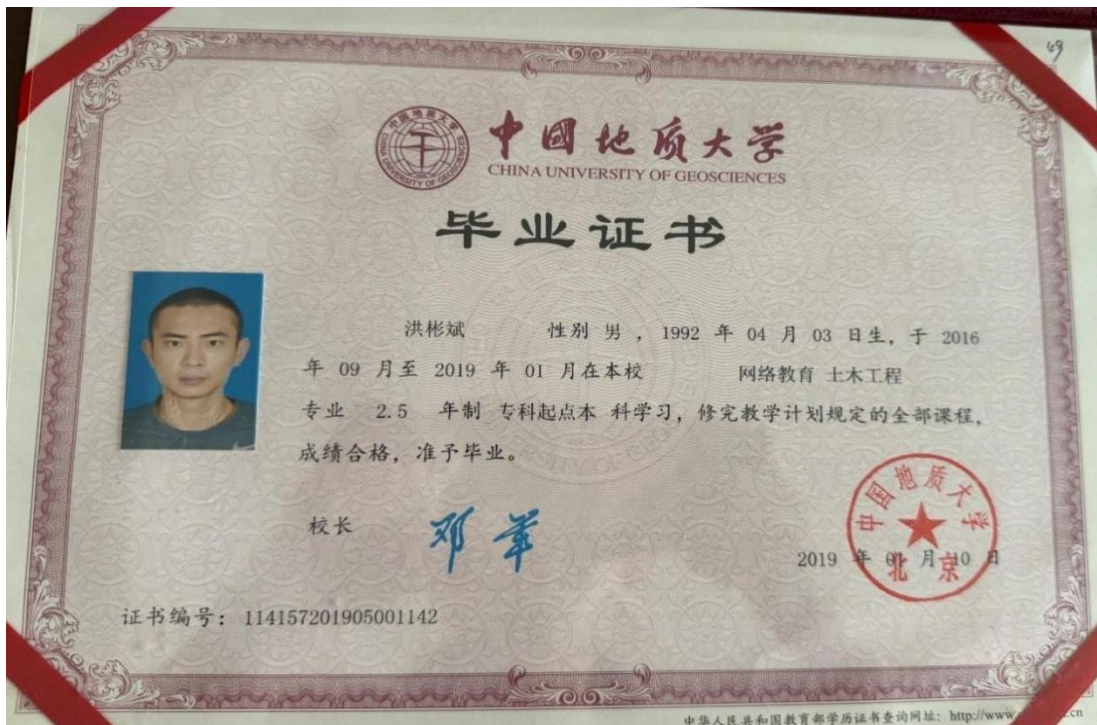 49
中國地质大学
CHINA UNIVERSITY OF GEOSCIENCES
毕业证书
洪彬斌 性别 男 ，1992 年 04 月 03 日生，于 2016
年 09 月至 2019 年 01 月在本校 网络教育 土木工程
专业 2.5 年制 专科起点本 科学习，修完教学计划规定的全部课程，
成绩合格，准予毕业。
校长 邓军
中国地质大学
北京
2019 年 01 月 10 日
证书编号：114157201905001142
中华人民共和国教育部学历证书查询网址：http://www